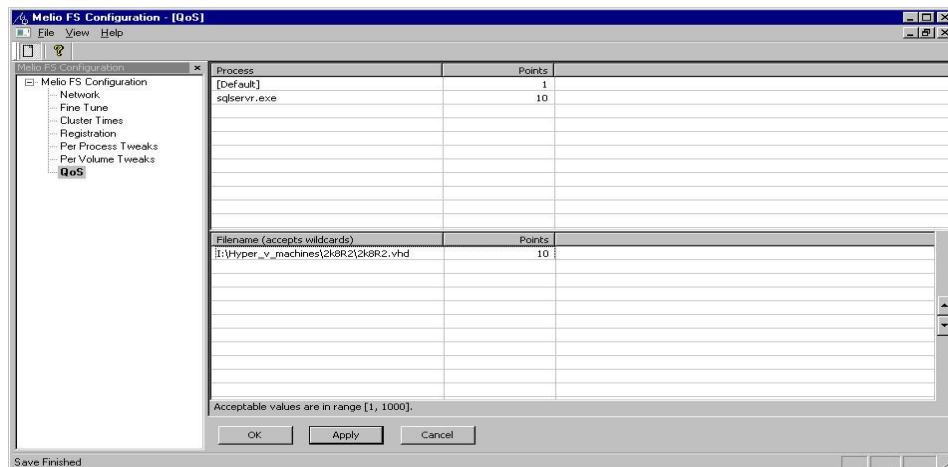 Melio FS Configuration - [QoS]
File View Help
Melio FS Configuration
Melio FS Configuration
Network
Fine Tune
Cluster Times
Registration
Per Process Tweaks
Per Volume Tweaks
QoS
Process Points
[Default] 1
sqlservr.exe 10
Filename (accepts wildcards) Points
I:\Hyper_v_machines\2k8R2\2k8R2.vhd 10
Acceptable values are in range [1, 1000].
OK Apply Cancel
Save Finished